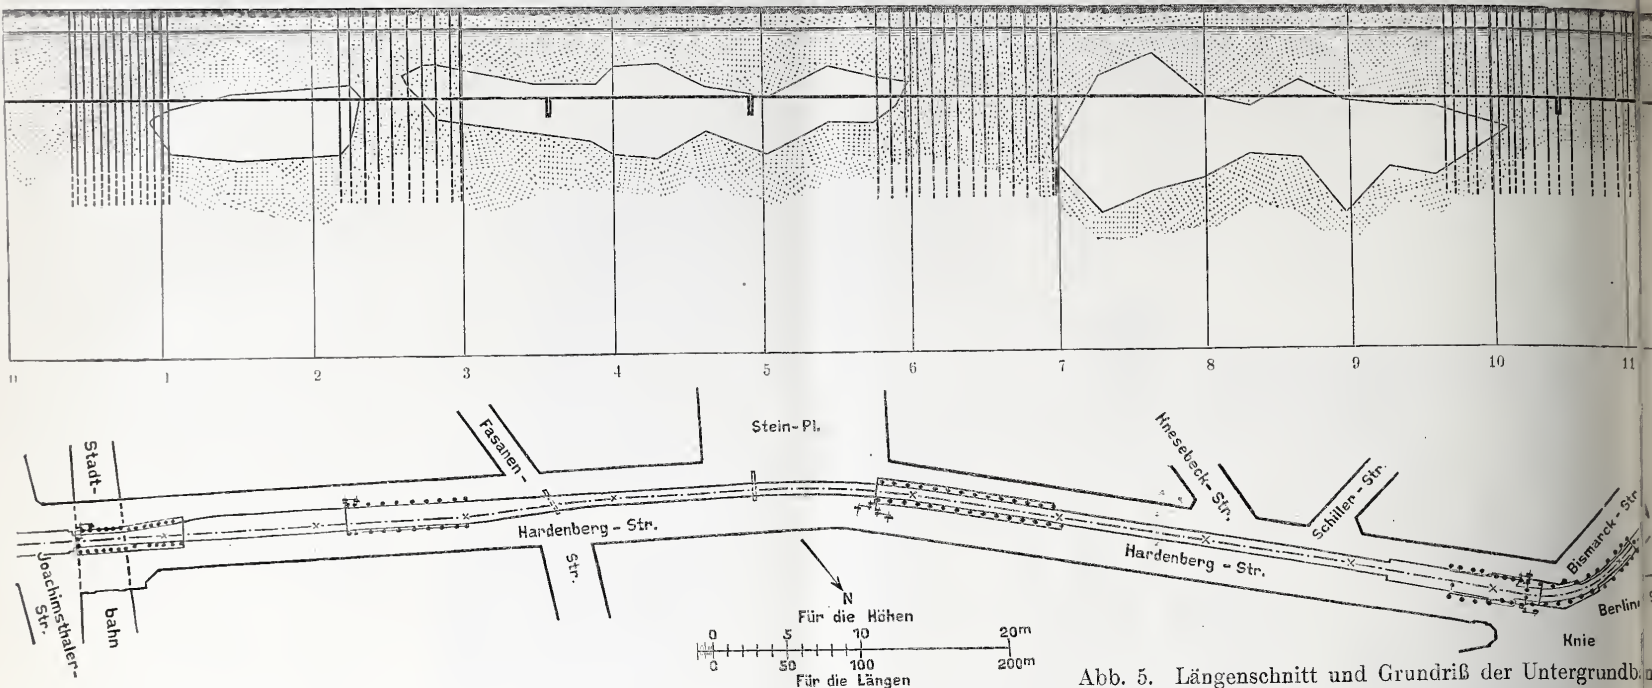 0 1 2 3 4 5 6 7 8 9 10 11
Stadt-
bahn
Joachimsthaler-
Str.
Fasanen-
Str.
Hardenberg - Str.
Stein-Pl.
Knesebeck-Str.
Schiller-Str.
Hardenberg - Str.
Bismarck-Str
Knie
N
Für die Höhen
0 5 10 20m
0 50 100 200m
Für die Längen
Abb. 5. Längenschnitt und Grundriß der